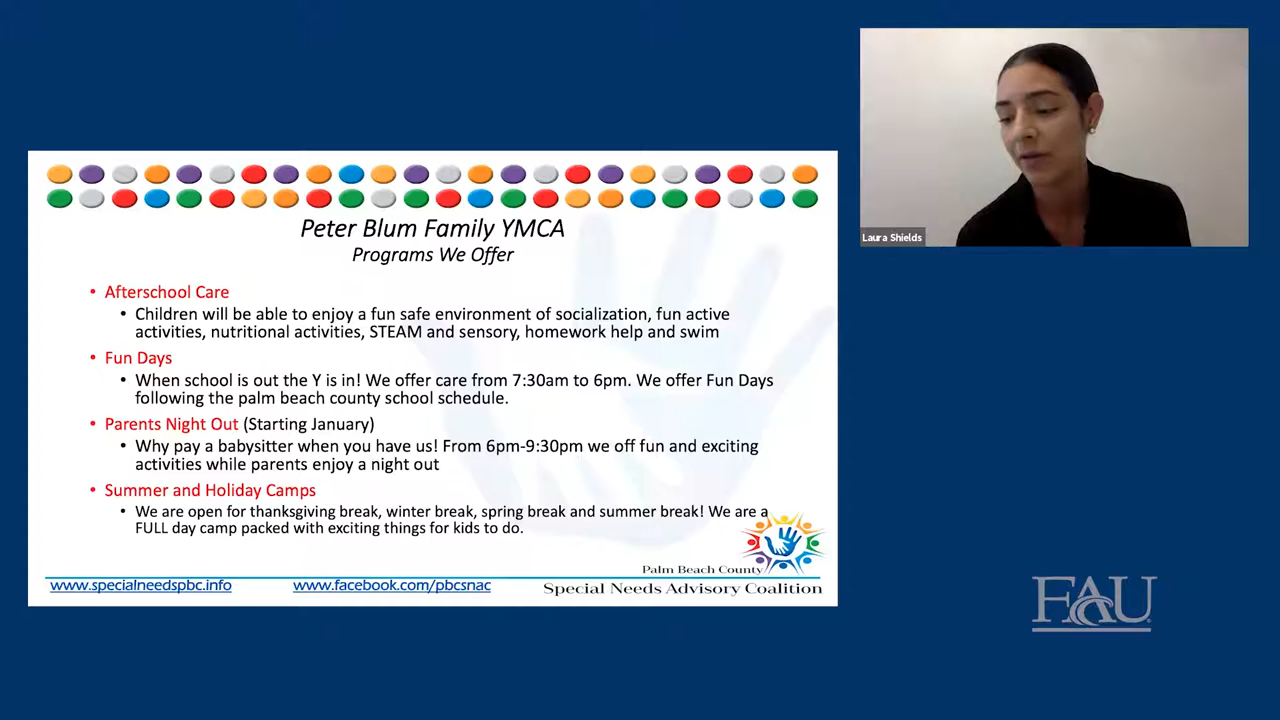 Peter Blum Family YMCA
Programs We Offer
• Afterschool Care
• Children will be able to enjoy a fun safe environment of socialization, fun active
activities, nutritional activities, STEAM and sensory, homework help and swim
• Fun Days
• When school is out the Y is in! We offer care from 7:30am to 6pm. We offer Fun Days
following the palm beach county school schedule.
• Parents Night Out (Starting January)
• Why pay a babysitter when you have us! From 6pm-9:30pm we off fun and exciting
activities while parents enjoy a night out
• Summer and Holiday Camps
• We are open for thanksgiving break, winter break, spring break and summer break! We are a
FULL day camp packed with exciting things for kids to do.
Palm Beach County
www.specialneedspbc.info
www.facebook.com/pbcsnac
Special Needs Advisory Coalition
Laura Shields
FAU